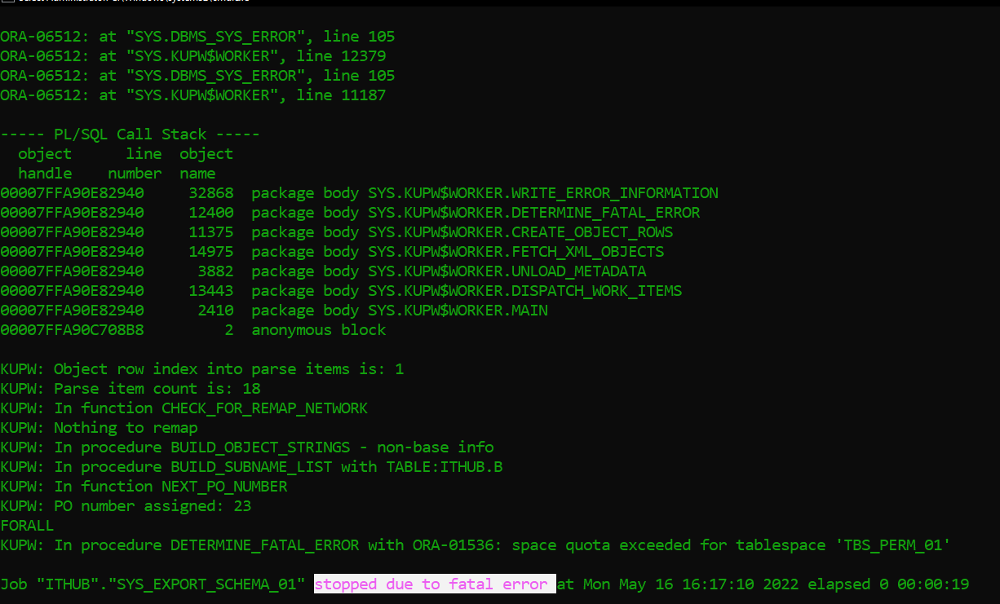 ORA-06512: at "SYS.DBMS_SYS_ERROR", line 105
ORA-06512: at "SYS.KUPW$WORKER", line 12379
ORA-06512: at "SYS.DBMS_SYS_ERROR", line 105
ORA-06512: at "SYS.KUPW$WORKER", line 11187
----- PL/SQL Call Stack -----
  object      line  object
  handle    number  name
00007FFA90E82940     32868  package body SYS.KUPW$WORKER.WRITE_ERROR_INFORMATION
00007FFA90E82940     12400  package body SYS.KUPW$WORKER.DETERMINE_FATAL_ERROR
00007FFA90E82940     11375  package body SYS.KUPW$WORKER.CREATE_OBJECT_ROWS
00007FFA90E82940     14975  package body SYS.KUPW$WORKER.FETCH_XML_OBJECTS
00007FFA90E82940      3882  package body SYS.KUPW$WORKER.UNLOAD_METADATA
00007FFA90E82940     13443  package body SYS.KUPW$WORKER.DISPATCH_WORK_ITEMS
00007FFA90E82940      2410  package body SYS.KUPW$WORKER.MAIN
00007FFA90C708B8         2  anonymous block
KUPW: Object row index into parse items is: 1
KUPW: Parse item count is: 18
KUPW: In function CHECK_FOR_REMAP_NETWORK
KUPW: Nothing to remap
KUPW: In procedure BUILD_OBJECT_STRINGS - non-base info
KUPW: In procedure BUILD_SUBNAME_LIST with TABLE:ITHUB.B
KUPW: In function NEXT_PO_NUMBER
KUPW: PO number assigned: 23
FORALL
KUPW: In procedure DETERMINE_FATAL_ERROR with ORA-01536: space quota exceeded for tablespace 'TBS_PERM_01'
Job "ITHUB"."SYS_EXPORT_SCHEMA_01" stopped due to fatal error at Mon May 16 16:17:10 2022 elapsed 0 00:00:19